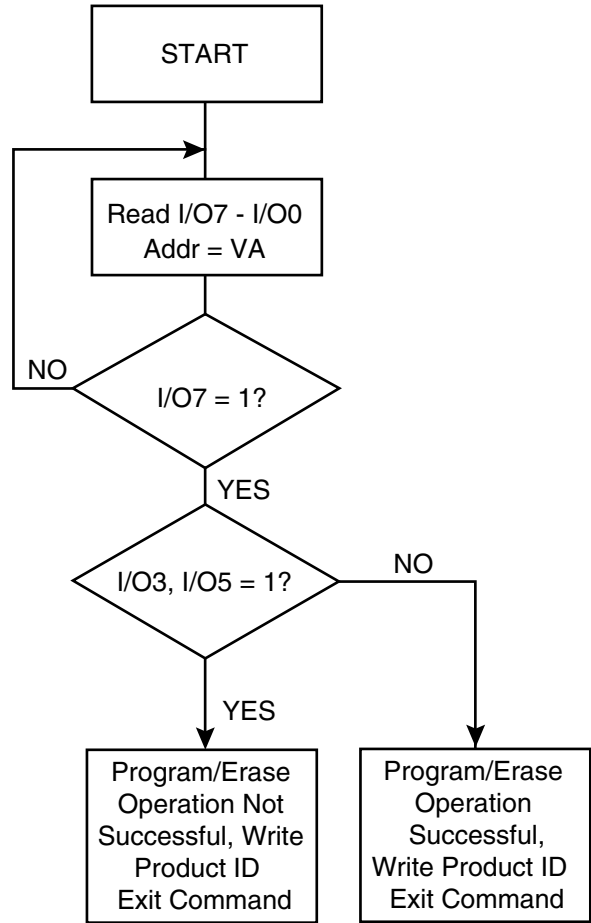 START
Read I/O7 - I/O0
Addr = VA
NO
I/O7 = 1?
YES
I/O3, I/O5 = 1?
NO
YES
Program/Erase
Operation Not
Successful, Write
Product ID
Exit Command
Program/Erase
Operation
Successful,
Write Product ID
Exit Command